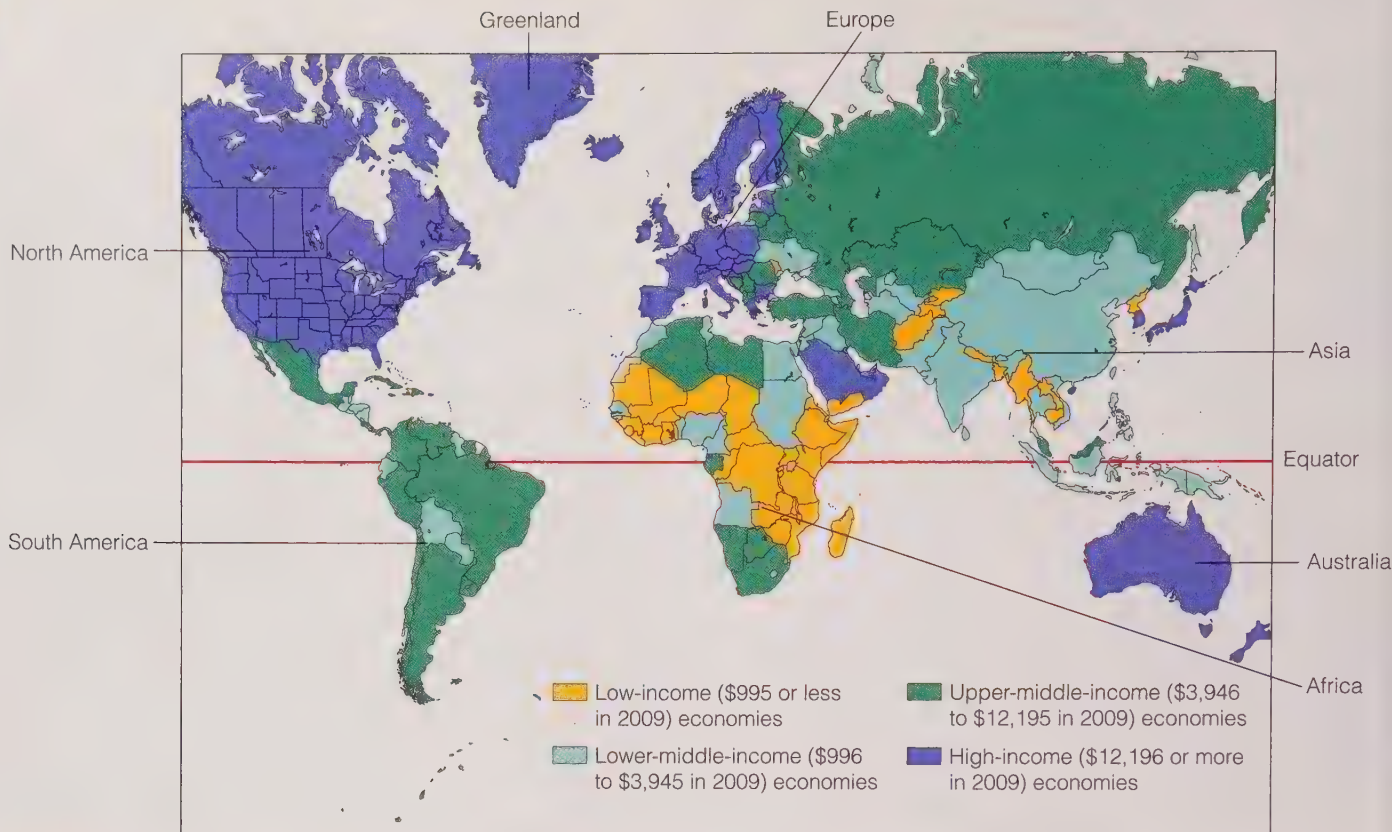 Greenland
Europe
North America
Asia
Equator
South America
Australia
Africa
Low-income ($995 or less
in 2009) economies
Lower-middle-income ($996
to $3,945 in 2009) economies
Upper-middle-income ($3,946
to $12,195 in 2009) economies
High-income ($12,196 or more
in 2009) economies